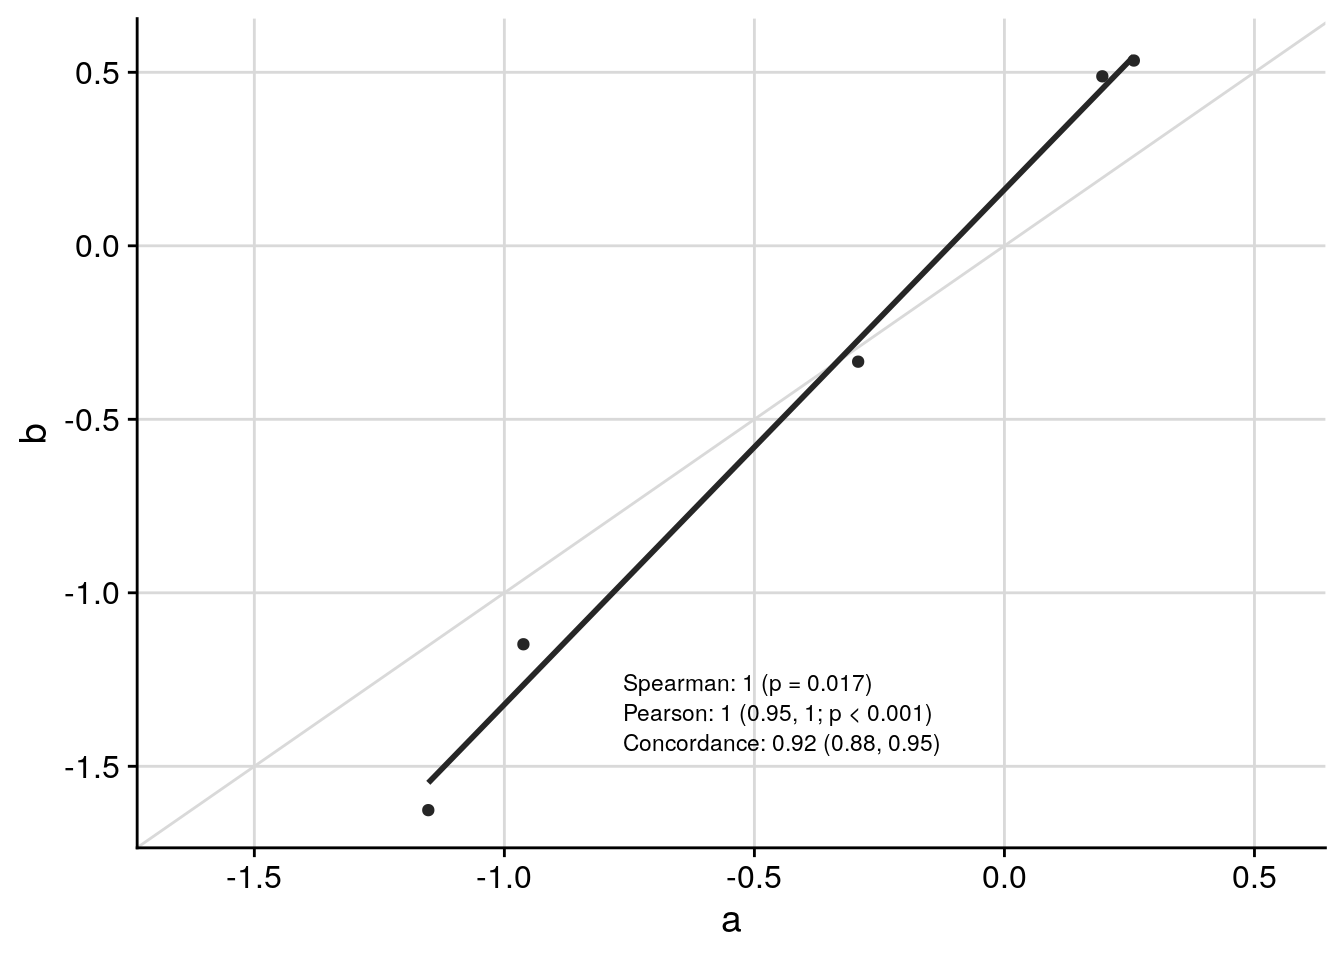 0.5
0.0
-0.5
-1.0
-1.5
b
Spearman: 1 (p = 0.017)
Pearson: 1 (0.95, 1; p < 0.001)
Concordance: 0.92 (0.88, 0.95)
-1.5 -1.0 -0.5 0.0 0.5
a